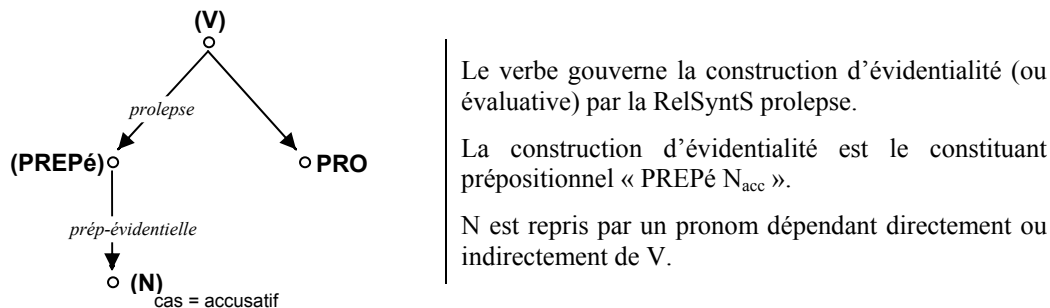 (V)
prolepse
(PREPé)
PRO
prép-évidentielle
(N)
cas = accusatif
Le verbe gouverne la construction d’évidentialité (ou
évaluative) par la RelSyntS prolepse.
La construction d’évidentialité est le constituant
prépositionnel « PREPé Nacc ».
N est repris par un pronom dépendant directement ou
indirectement de V.